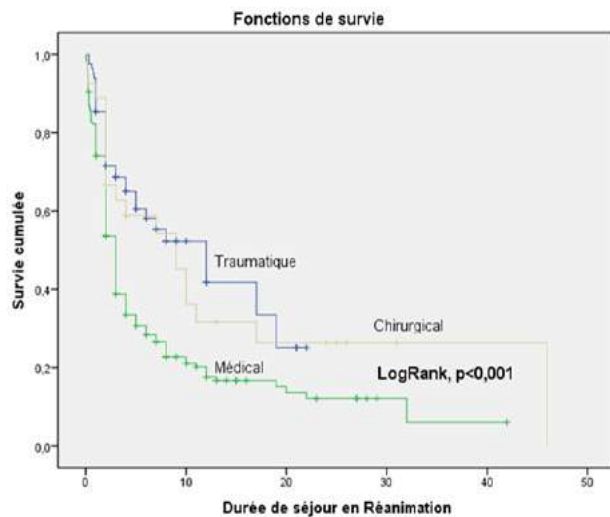 Fonctions de survie
Survie cumulée
1,0
0,8
0,6
0,4
0,2
0,0
Traumatique
Chirurgical
Médical
LogRank, p<0,001
0
10
20
30
40
50
Durée de séjour en Réanimation